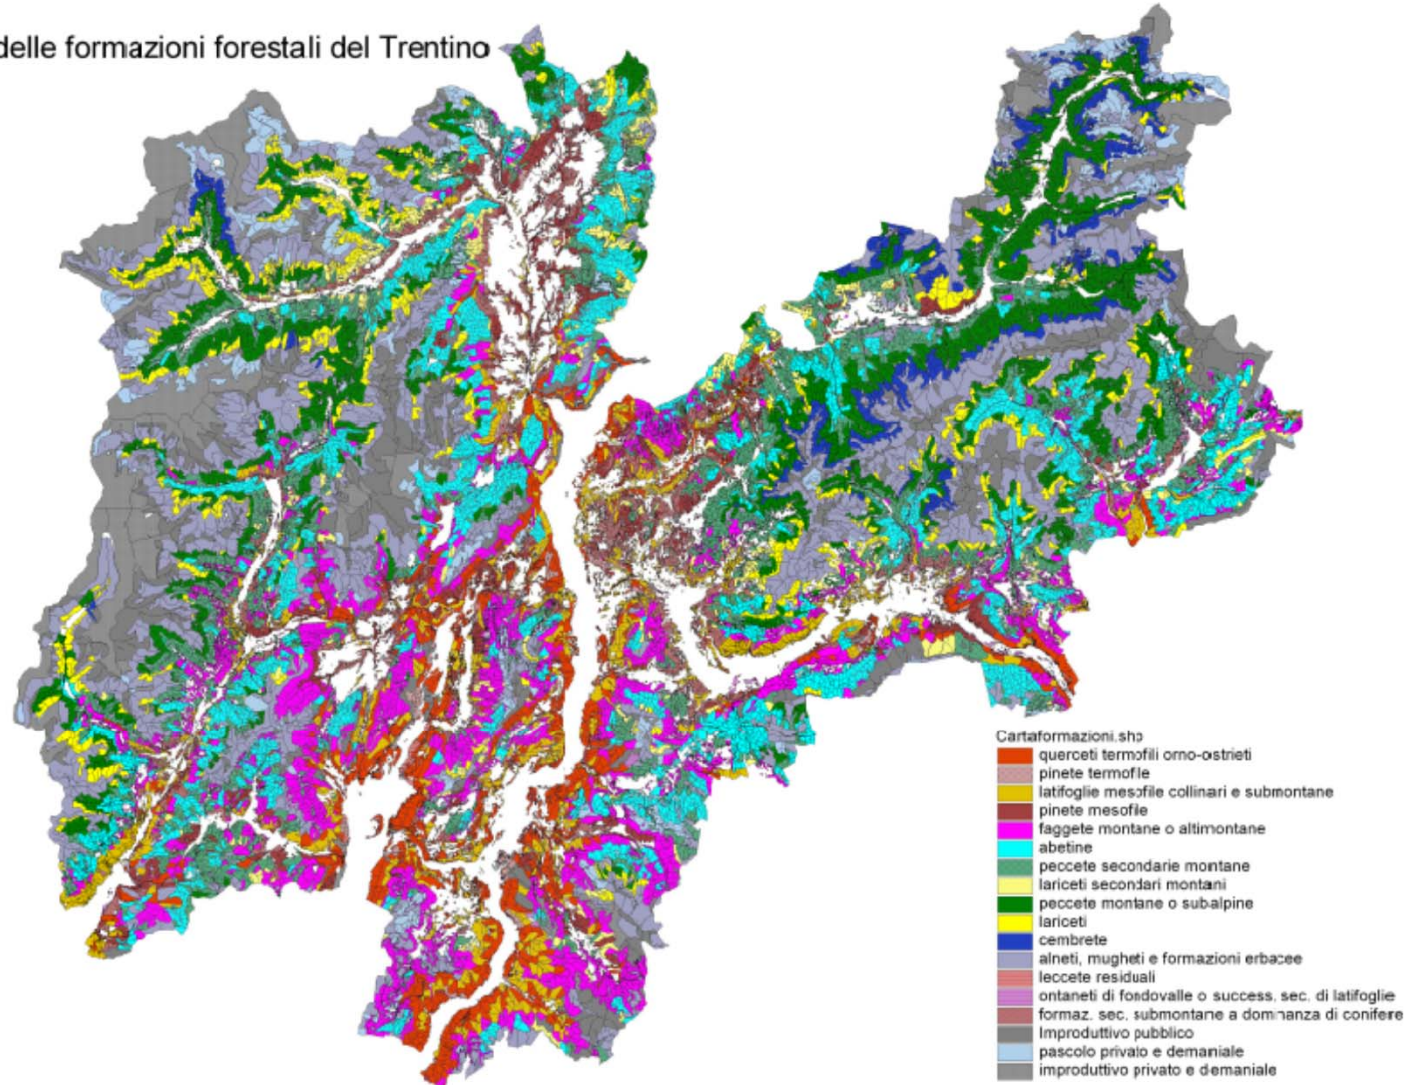 delle formazioni forestali del Trentino
Cartaformazioni.shp
querceti termofili orno-ostrieti
pinete termofile
latifoglie mesofile collinari e submontane
pinete mesofile
faggete montane o altimontane
abetine
peccete secondarie montane
lariceti secondari montani
peccete montane o subalpine
lariceti
cembrete
alneti, mugheti e formazioni erbacee
leccete residuali
ontaneti di fondovalle o success. sec. di latifoglie
formaz. sec. submontane a dominanza di conifere
Improduttivo pubblico
pascolo privato e demaniale
improduttivo privato e demaniale